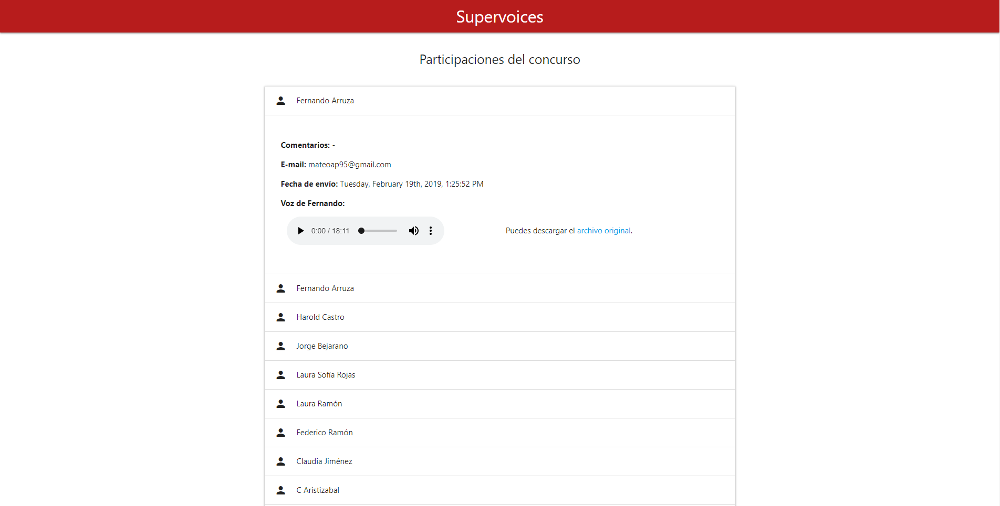 Supervoices
Participaciones del concurso
Fernando Arruza
Comentarios: -
E-mail: mateoap95@gmail.com
Fecha de envío: Tuesday, February 19th, 2019, 1:25:52 PM
Voz de Fernando:
0:00 / 18:11
Puedes descargar el archivo original.
Fernando Arruza
Harold Castro
Jorge Bejarano
Laura Sofía Rojas
Laura Ramón
Federico Ramón
Claudia Jiménez
C Aristizabal